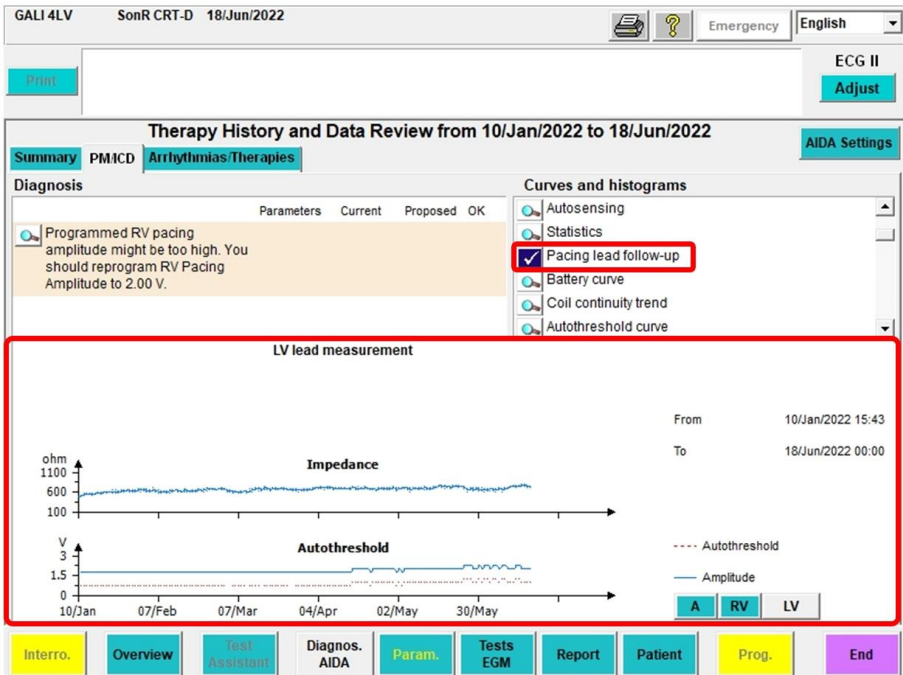 GALI 4LV SonR CRT-D 18/Jun/2022
Emergency
English
Print
ECG II
Adjust
Therapy History and Data Review from 10/Jan/2022 to 18/Jun/2022
AIDA Settings
Summary PM/ICD Arrhythmias/Therapies
Diagnosis
Parameters Current Proposed OK
Programmed RV pacing
amplitude might be too high. You
should reprogram RV Pacing
Amplitude to 2.00 V.
Curves and histograms
Autosensing
Statistics
Pacing lead follow-up
Battery curve
Coil continuity trend
Autothreshold curve
LV lead measurement
From 10/Jan/2022 15:43
To 18/Jun/2022 00:00
ohm
1100
600
100
Impedance
V
3
1.5
0
Autothreshold
10/Jan 07/Feb 07/Mar 04/Apr 02/May 30/May
Autothreshold
Amplitude
A RV LV
Interro.
Overview
Test
Assistant
Diagnos.
AIDA
Param.
Tests
EGM
Report
Patient
Prog.
End